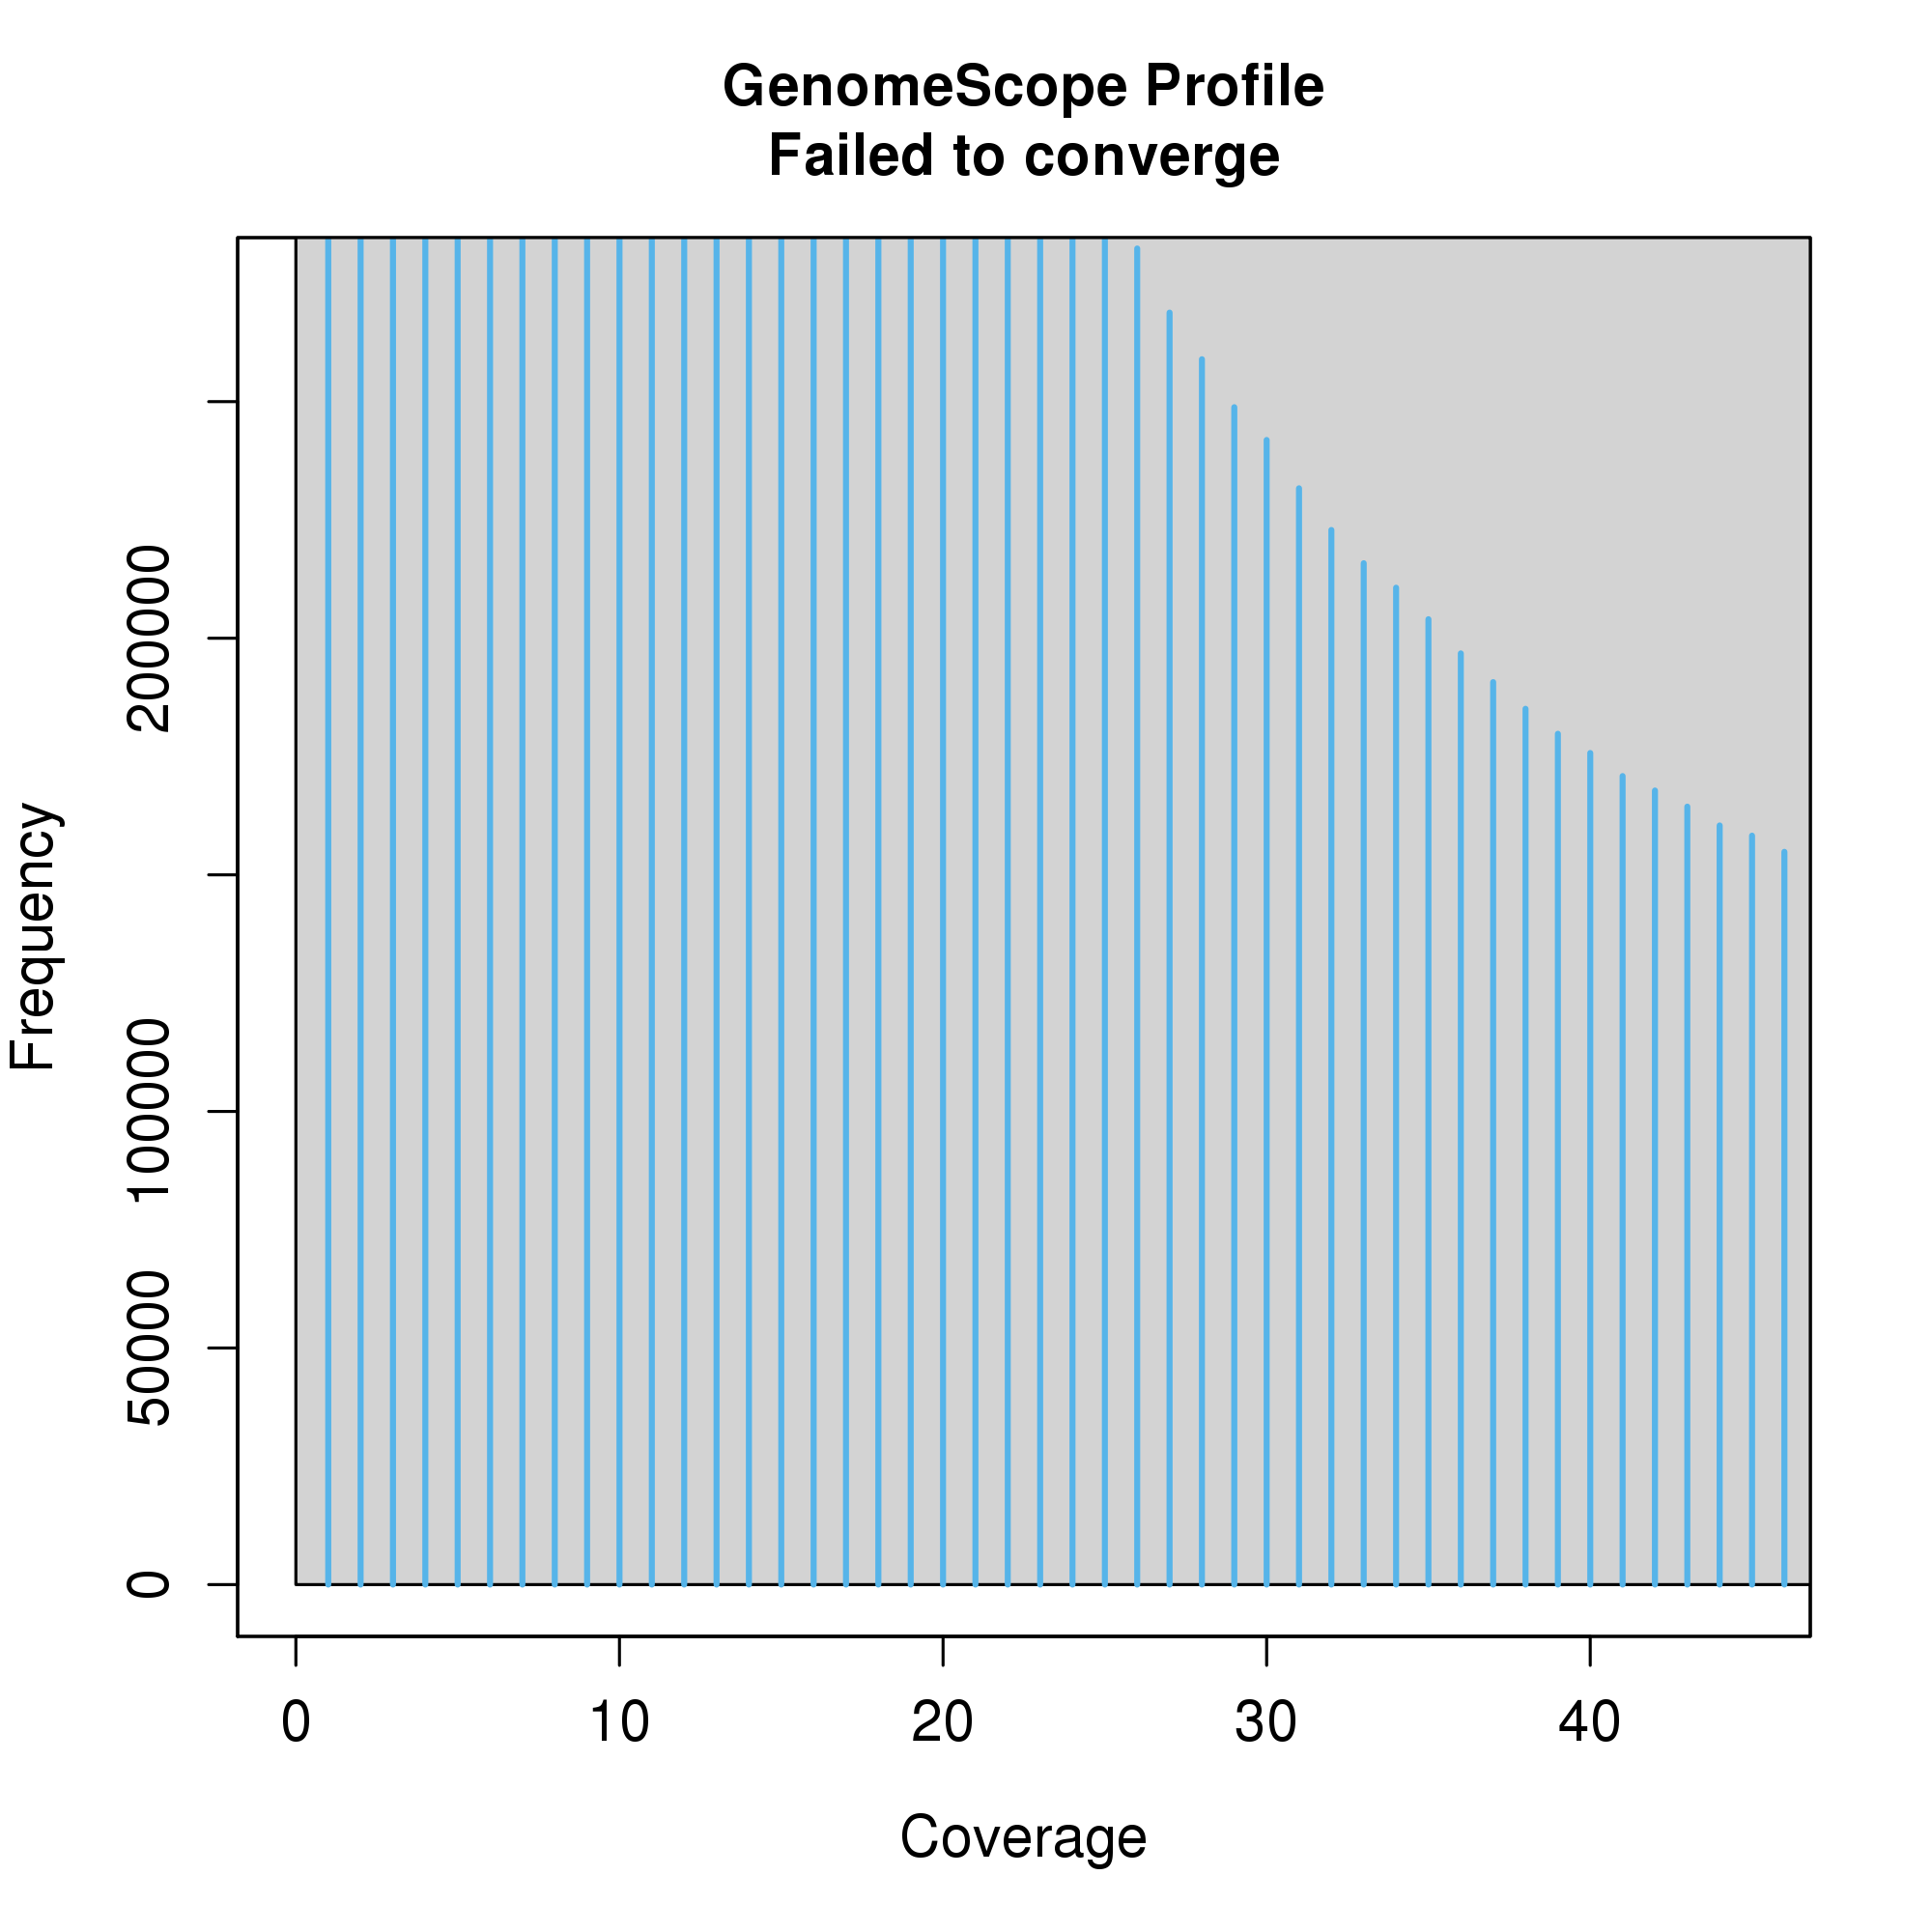 GenomeScope Profile
Failed to converge
Frequency
200000
100000
50000
0
0 10 20 30 40
Coverage